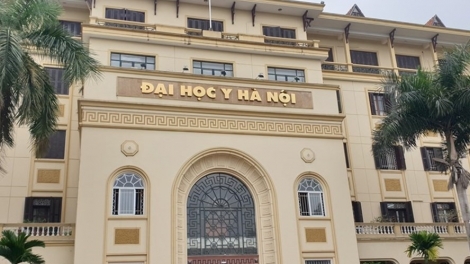 ĐẠI HỌC Y HÀ NỘI